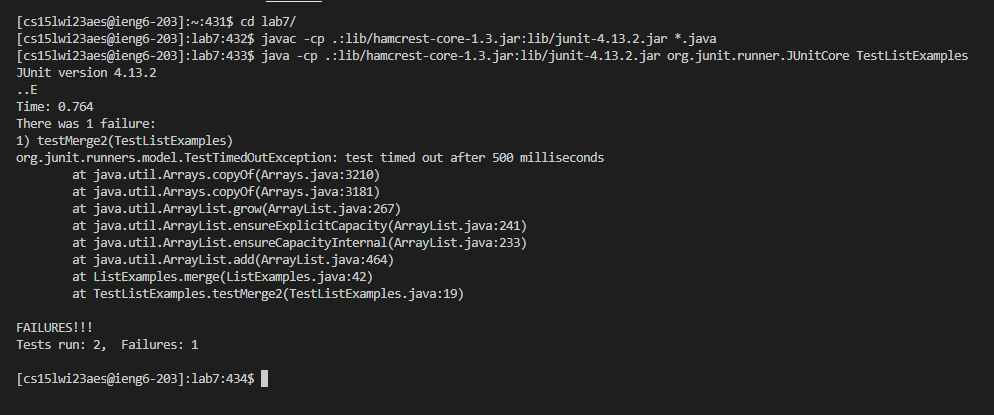 [cs15lwi23aes@ieng6-203]:~:431$ cd lab7/
[cs15lwi23aes@ieng6-203]:lab7:432$ javac -cp .:lib/hamcrest-core-1.3.jar:lib/junit-4.13.2.jar *.java
[cs15lwi23aes@ieng6-203]:lab7:433$ java -cp .:lib/hamcrest-core-1.3.jar:lib/junit-4.13.2.jar org.junit.runner.JUnitCore TestListExamples
JUnit version 4.13.2
..E
Time: 0.764
There was 1 failure:
1) testMerge2(TestListExamples)
org.junit.runners.model.TestTimedOutException: test timed out after 500 milliseconds
        at java.util.Arrays.copyOf(Arrays.java:3210)
        at java.util.Arrays.copyOf(Arrays.java:3181)
        at java.util.ArrayList.grow(ArrayList.java:267)
        at java.util.ArrayList.ensureExplicitCapacity(ArrayList.java:241)
        at java.util.ArrayList.ensureCapacityInternal(ArrayList.java:233)
        at java.util.ArrayList.add(ArrayList.java:464)
        at ListExamples.merge(ListExamples.java:42)
        at TestListExamples.testMerge2(TestListExamples.java:19)
FAILURES!!!
Tests run: 2,  Failures: 1
[cs15lwi23aes@ieng6-203]:lab7:434$